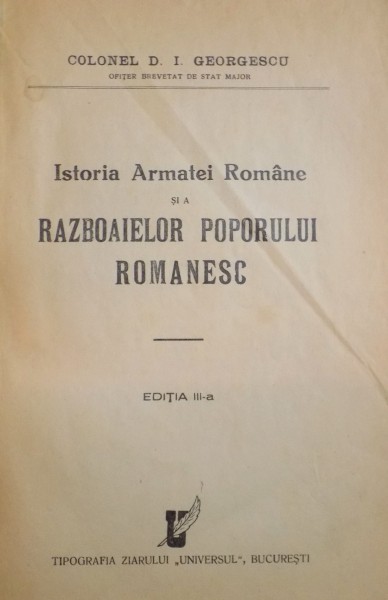 COLONEL D. I. GEORGESCU
OFIȚER BREVETAT DE STAT MAJOR
Istoria Armatei Române
ȘI A
RAZBOAIELOR POPORULUI
ROMANESC
EDIȚIA III-a
U
TIPOGRAFIA ZIARULUI „UNIVERSUL“, BUCUREȘTI